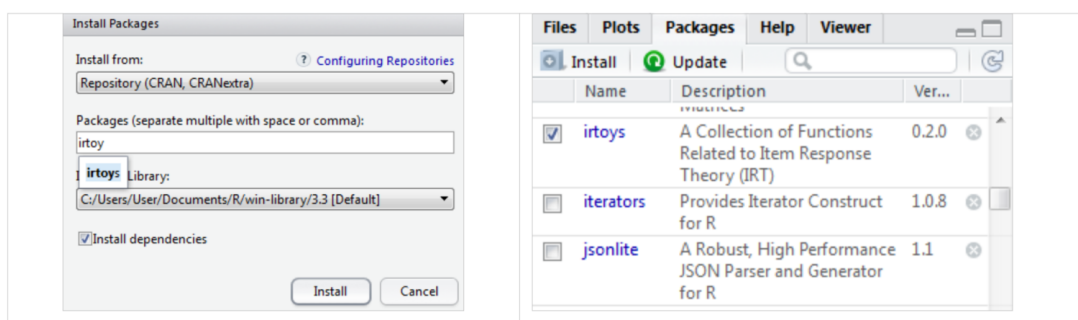 Install Packages
Install from:
? Configuring Repositories
Repository (CRAN, CRANextra)
Packages (separate multiple with space or comma):
irtoy
irtoys
Library:
C:/Users/User/Documents/R/win-library/3.3 [Default]
Install dependencies
Install Cancel
Files Plots Packages Help Viewer
Install Update
Name Description Ver...
Matrices
irtoys A Collection of Functions 0.2.0
Related to Item Response
Theory (IRT)
iterators Provides Iterator Construct 1.0.8
for R
jsonlite A Robust, High Performance 1.1
JSON Parser and Generator
for R